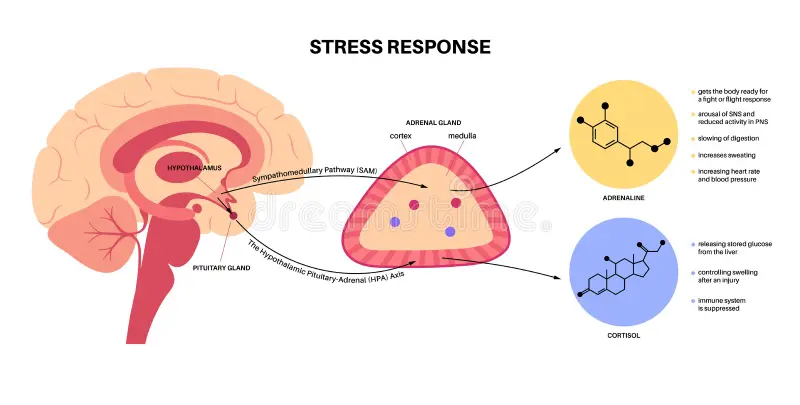 STRESS RESPONSE
HYPOTHALAMUS
PITUITARY GLAND
Sympathomedullary Pathway (SAM)
The Hypothalamic Pituitary-Adrenal (HPA) Axis
ADRENAL GLAND
cortex
medulla
ADRENALINE
gets the body ready for
a fight or flight response
arousal of SNS and
reduced activity in PNS
slowing of digestion
increases sweating
increasing heart rate
and blood pressure
CORTISOL
releasing stored glucose
from the liver
controlling swelling
after an injury
immune system
is suppressed
dreamstime.com